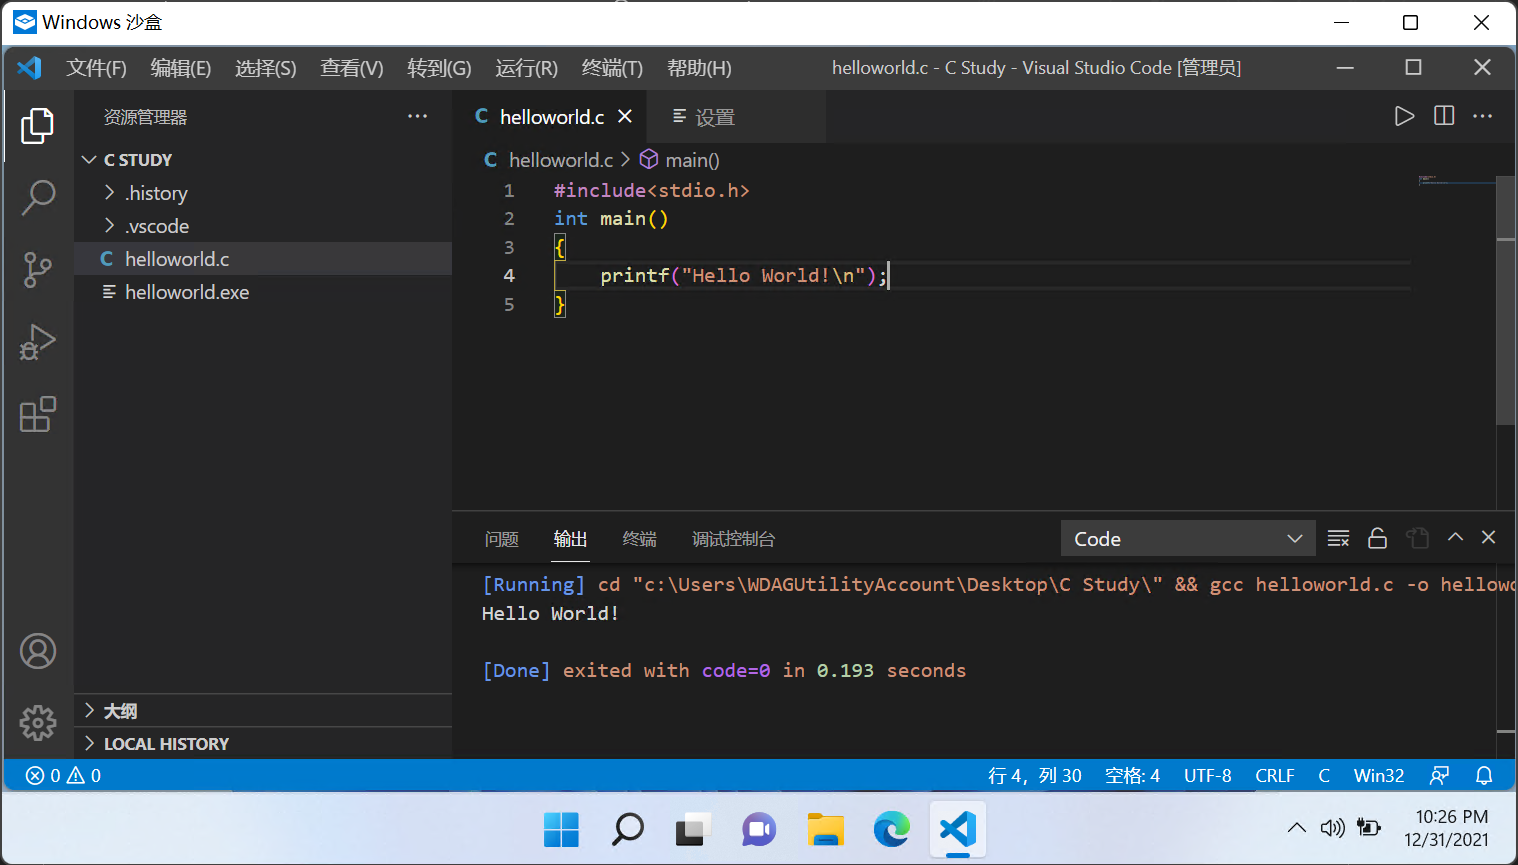 Windows 沙盒
文件(F) 编辑(E) 选择(S) 查看(V) 转到(G) 运行(R) 终端(T) 帮助(H) helloworld.c - C Study - Visual Studio Code [管理员]
资源管理器
C STUDY
.history
.vscode
C helloworld.c
helloworld.exe
大纲
LOCAL HISTORY
C helloworld.c 设置
C helloworld.c > main()
1 #include<stdio.h>
2 int main()
3 {
4 printf("Hello World!\n");
5 }
问题 输出 终端 调试控制台 Code
[Running] cd "c:\Users\WDAGUtilityAccount\Desktop\C Study\" && gcc helloworld.c -o hellowo
Hello World!
[Done] exited with code=0 in 0.193 seconds
0 0 行 4，列 30 空格: 4 UTF-8 CRLF C Win32
10:26 PM
12/31/2021